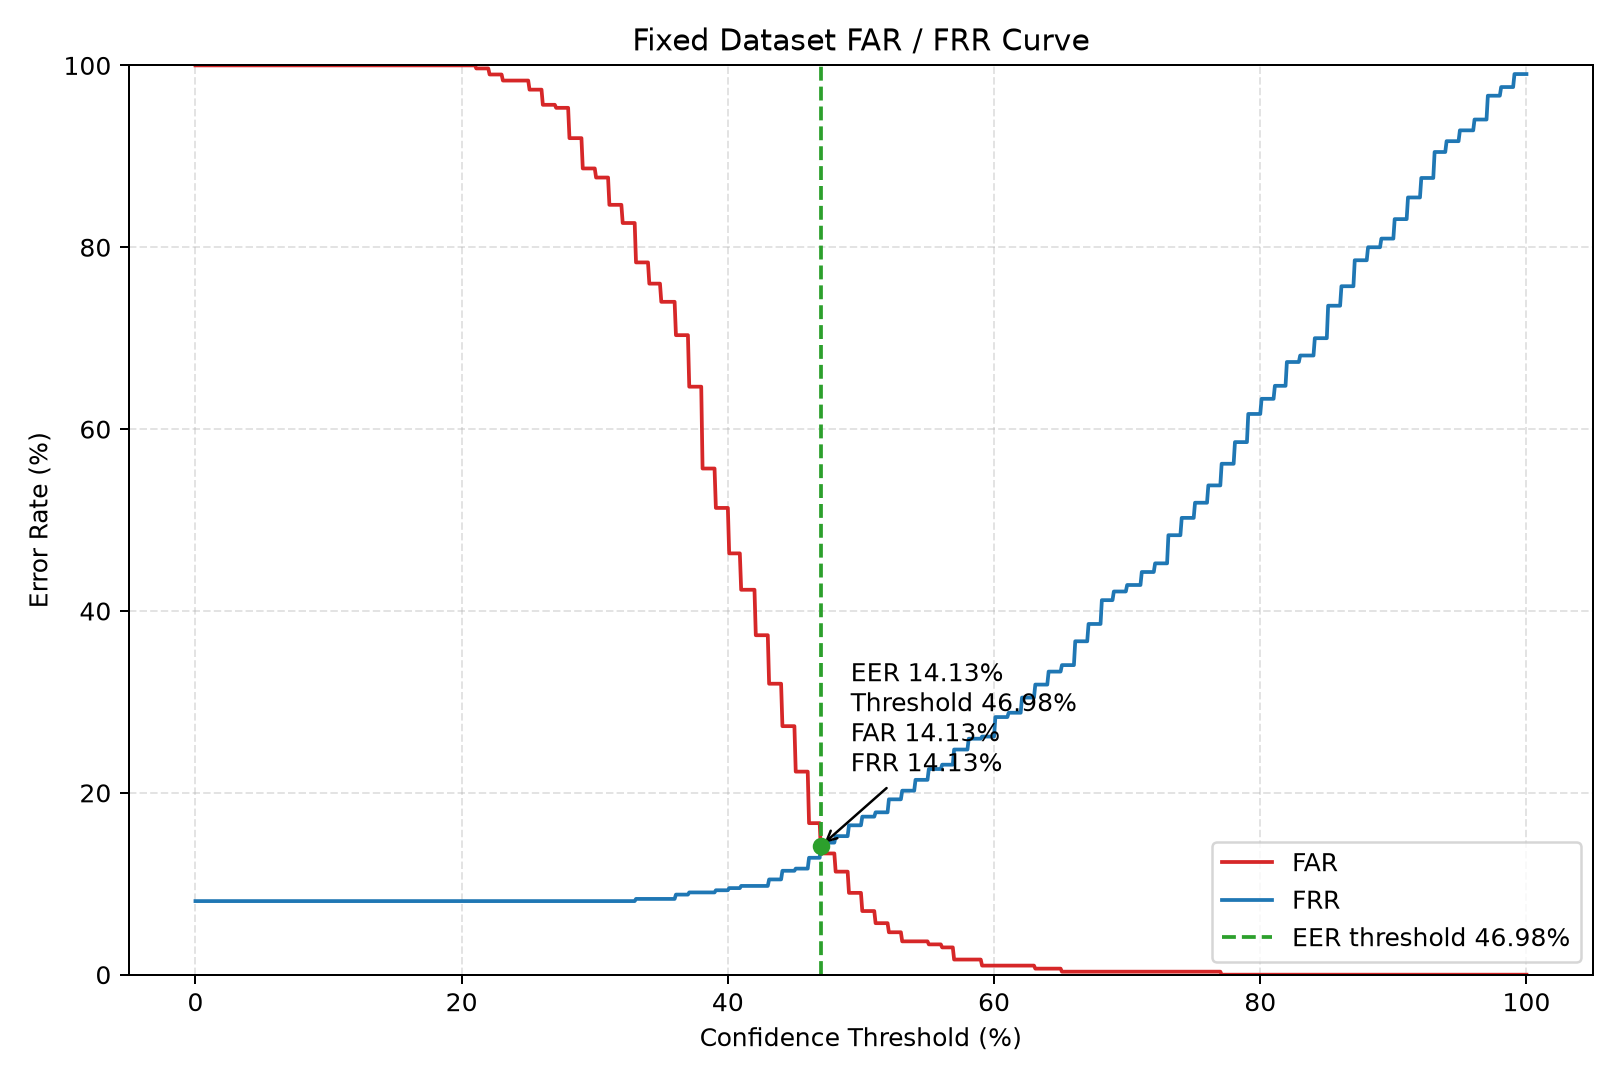 Fixed Dataset FAR / FRR Curve
100
80
60
40
20
0
Error Rate (%)
EER 14.13%
Threshold 46.98%
FAR 14.13%
FRR 14.13%
FAR
FRR
EER threshold 46.98%
0
20
40
60
80
100
Confidence Threshold (%)